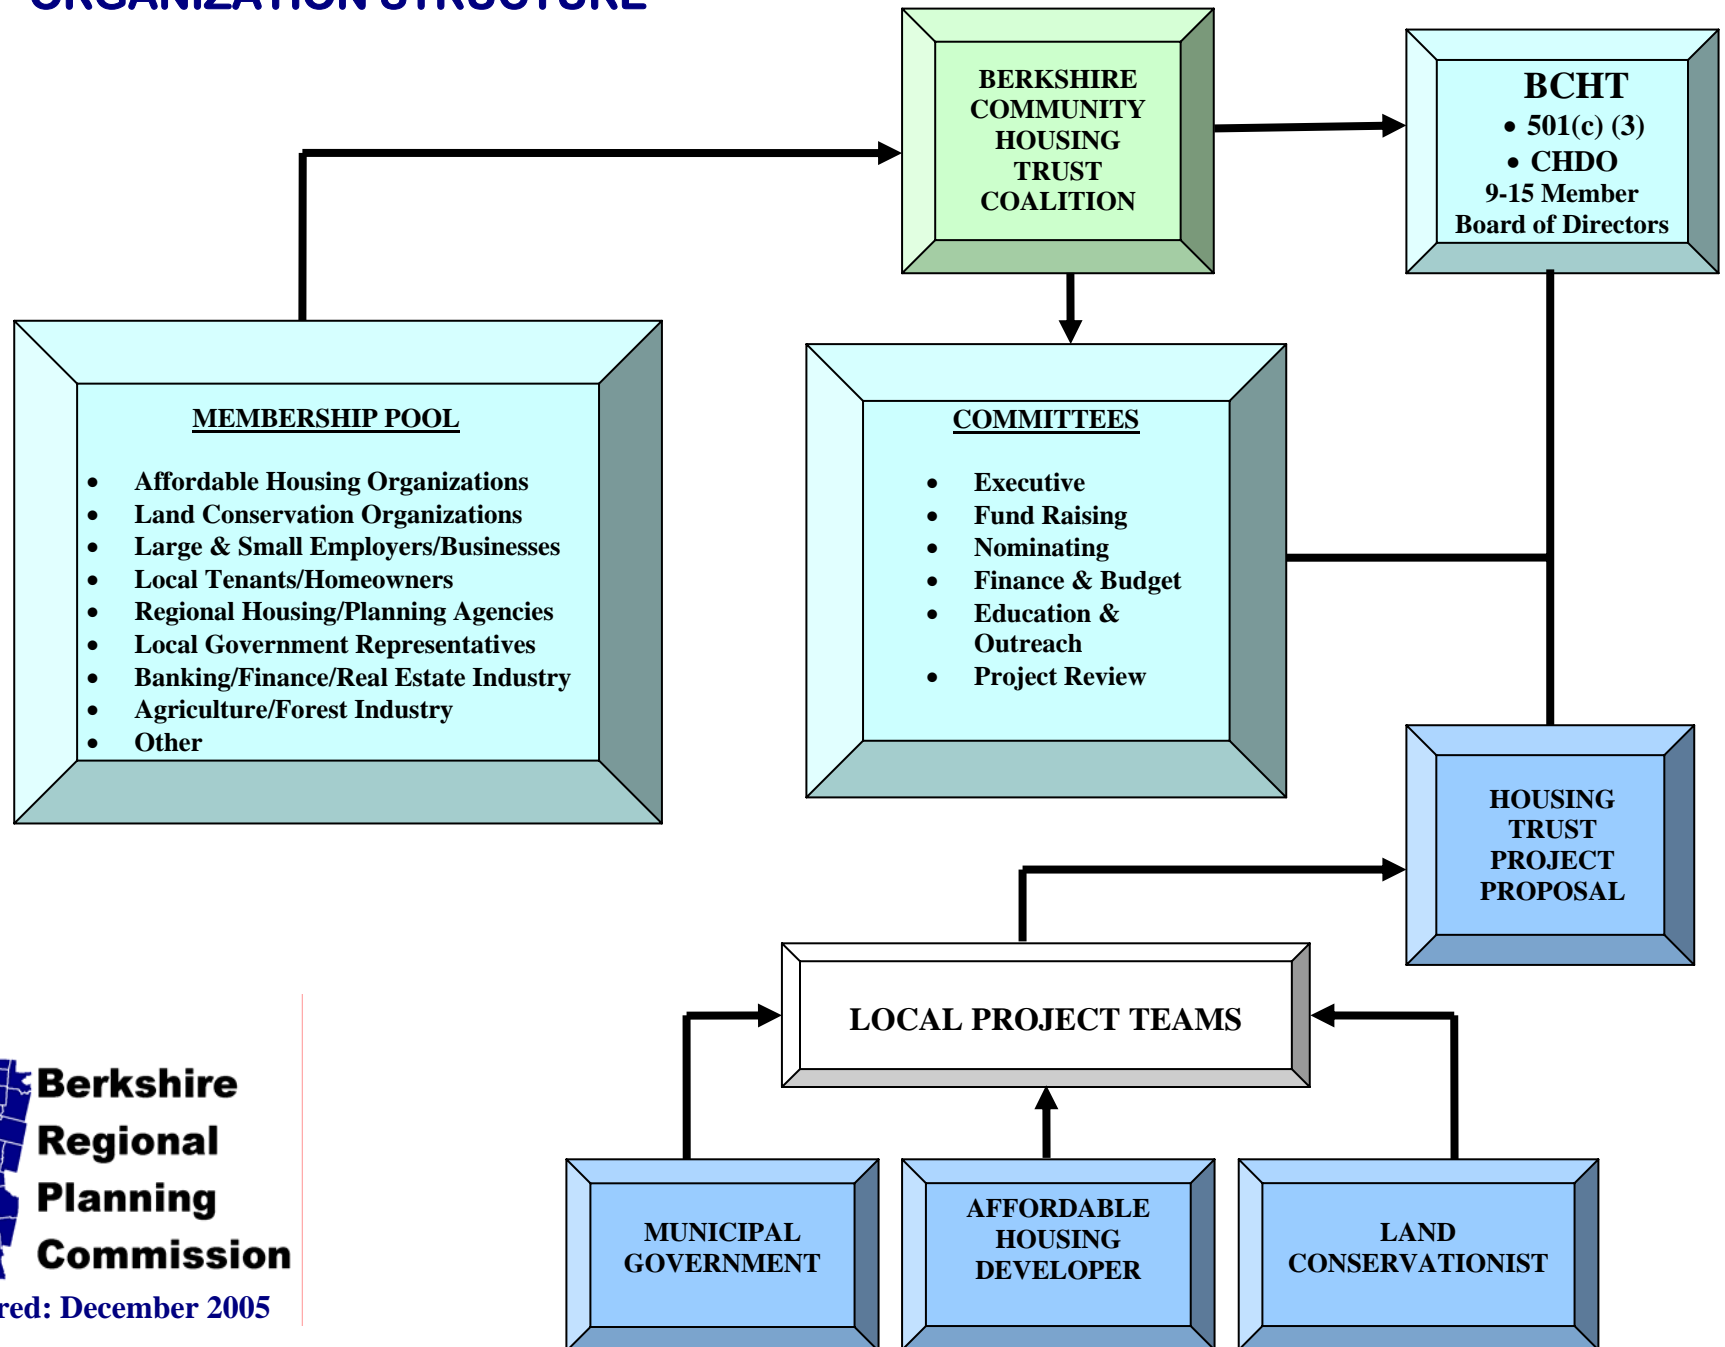 ORGANIZATION STRUCTURE
BERKSHIRE
COMMUNITY
HOUSING
TRUST
COALITION
BCHT
• 501(c) (3)
• CHDO
9-15 Member
Board of Directors
MEMBERSHIP POOL
• Affordable Housing Organizations
• Land Conservation Organizations
• Large & Small Employers/Businesses
• Local Tenants/Homeowners
• Regional Housing/Planning Agencies
• Local Government Representatives
• Banking/Finance/Real Estate Industry
• Agriculture/Forest Industry
• Other
COMMITTEES
• Executive
• Fund Raising
• Nominating
• Finance & Budget
• Education &
Outreach
• Project Review
HOUSING
TRUST
PROJECT
PROPOSAL
LOCAL PROJECT TEAMS
MUNICIPAL
GOVERNMENT
AFFORDABLE
HOUSING
DEVELOPER
LAND
CONSERVATIONIST
Berkshire
Regional
Planning
Commission
red: December 2005